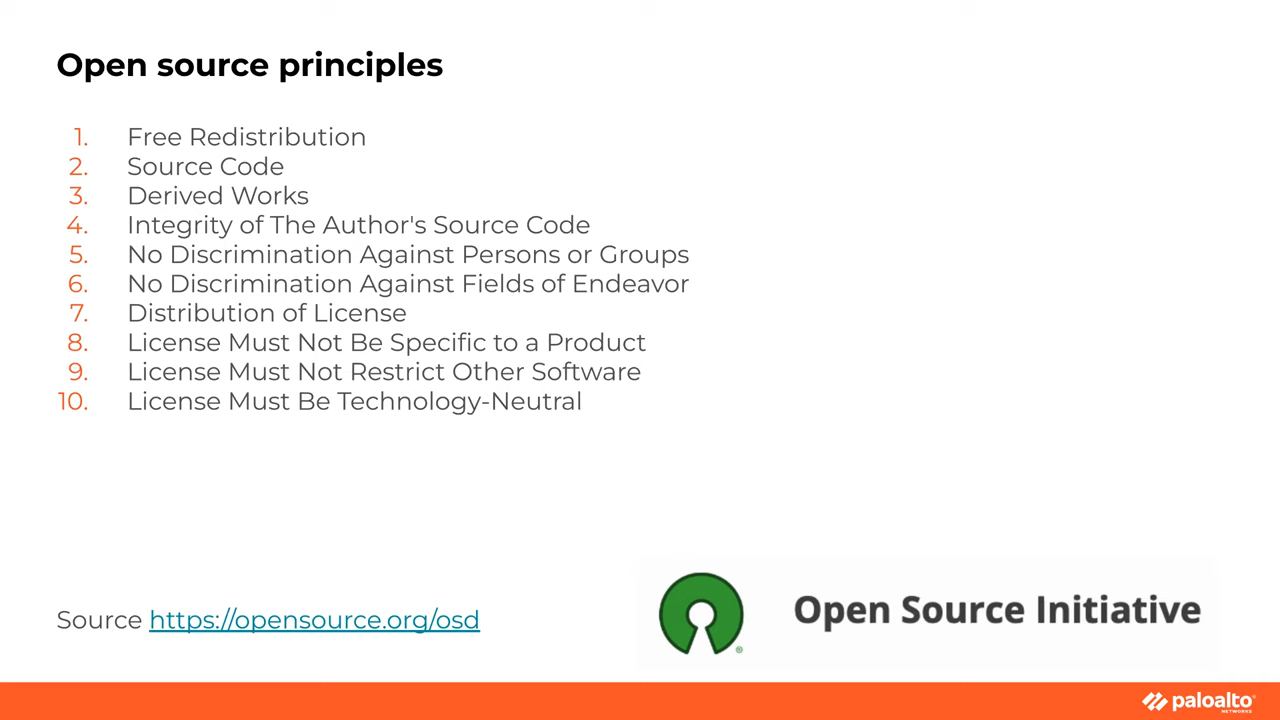 Open source principles
1. Free Redistribution
2. Source Code
3. Derived Works
4. Integrity of The Author's Source Code
5. No Discrimination Against Persons or Groups
6. No Discrimination Against Fields of Endeavor
7. Distribution of License
8. License Must Not Be Specific to a Product
9. License Must Not Restrict Other Software
10. License Must Be Technology-Neutral
Source https://opensource.org/osd
Open Source Initiative
®
paloalto®
NETWORKS